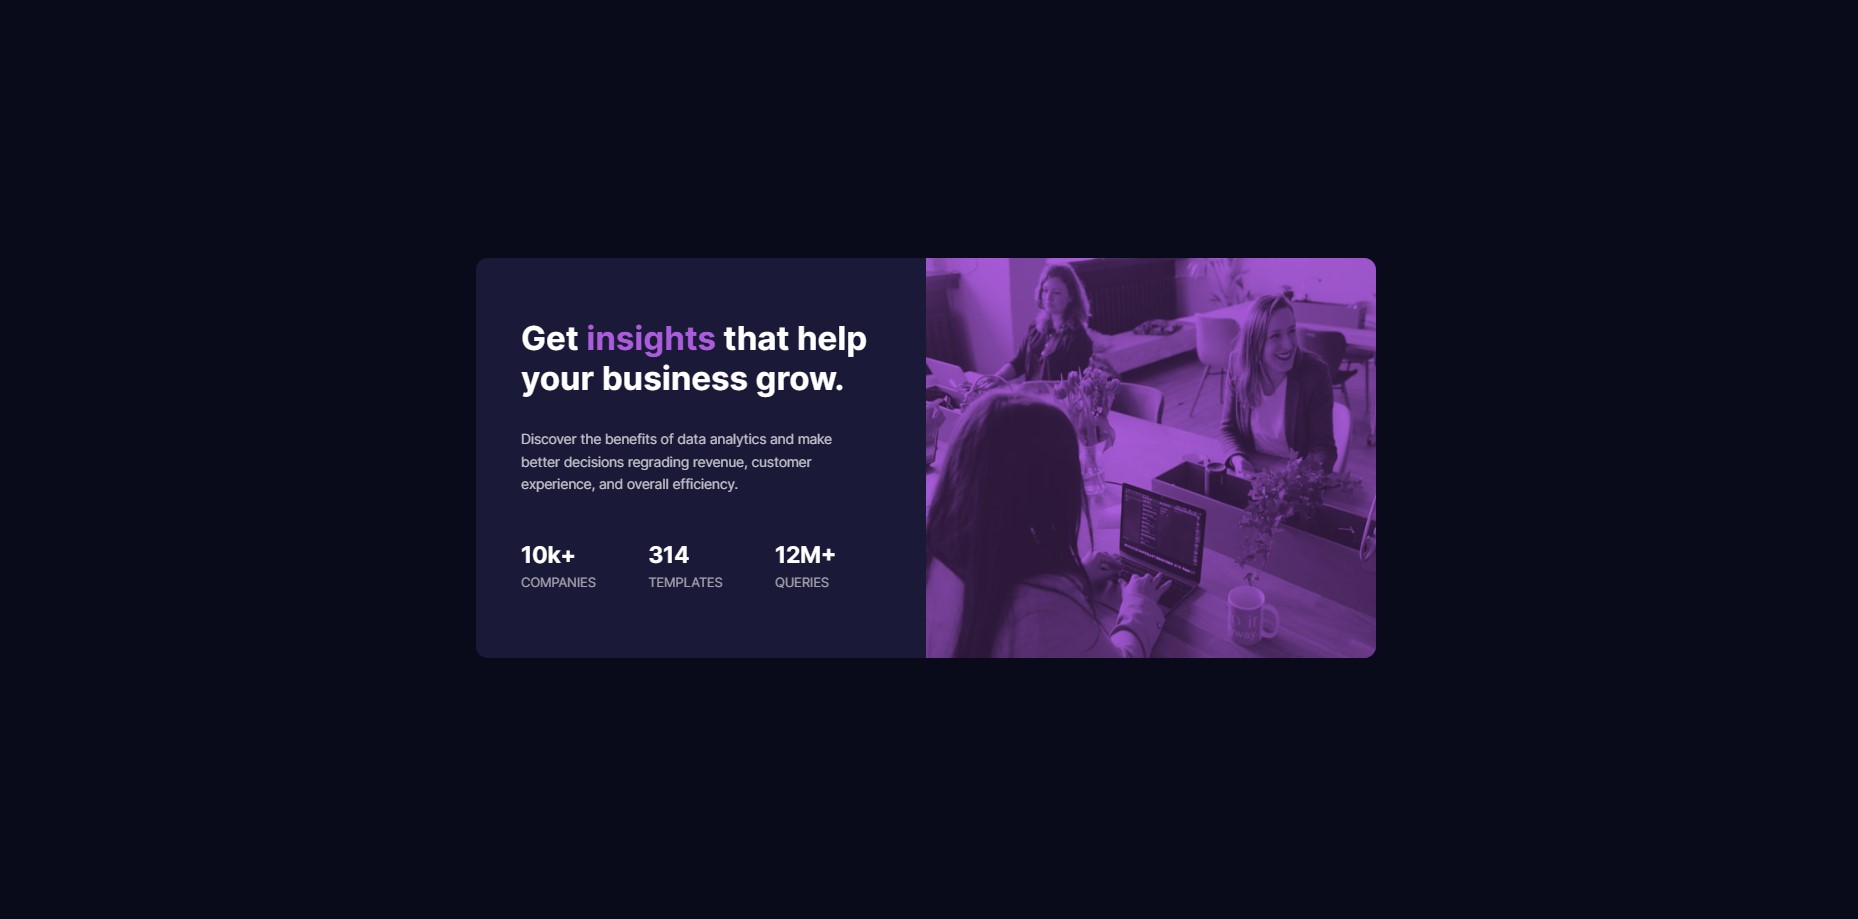 Get insights that help
your business grow.
Discover the benefits of data analytics and make
better decisions regrading revenue, customer
experience, and overall efficiency.
10k+ 314 12M+
COMPANIES TEMPLATES QUERIES